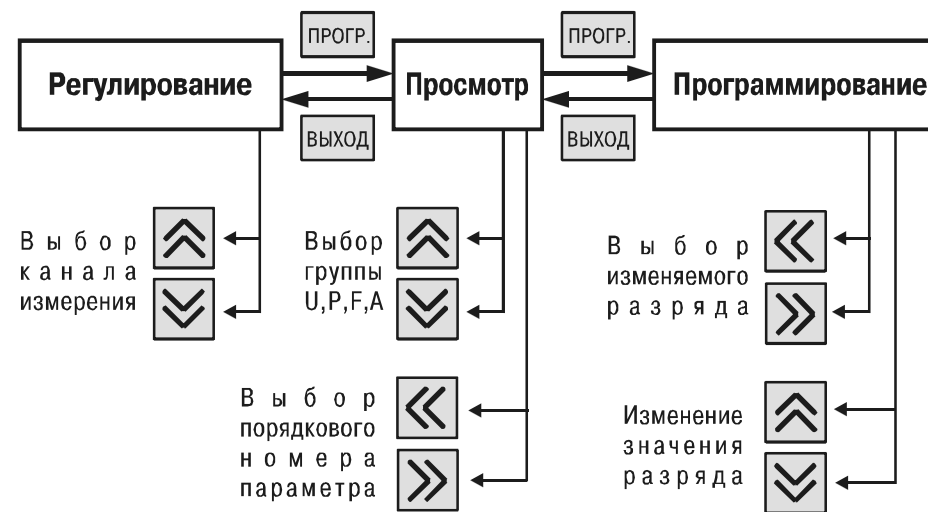 ПРОГР.
ПРОГР.
Регулирование
Просмотр
Программирование
ВЫХОД
ВЫХОД
Выбор
канала
измерения
Выбор
группы
U,P,F,A
Выбор
изменяемого
разряда
Выбор
порядкового
номера
параметра
Изменение
значения
разряда